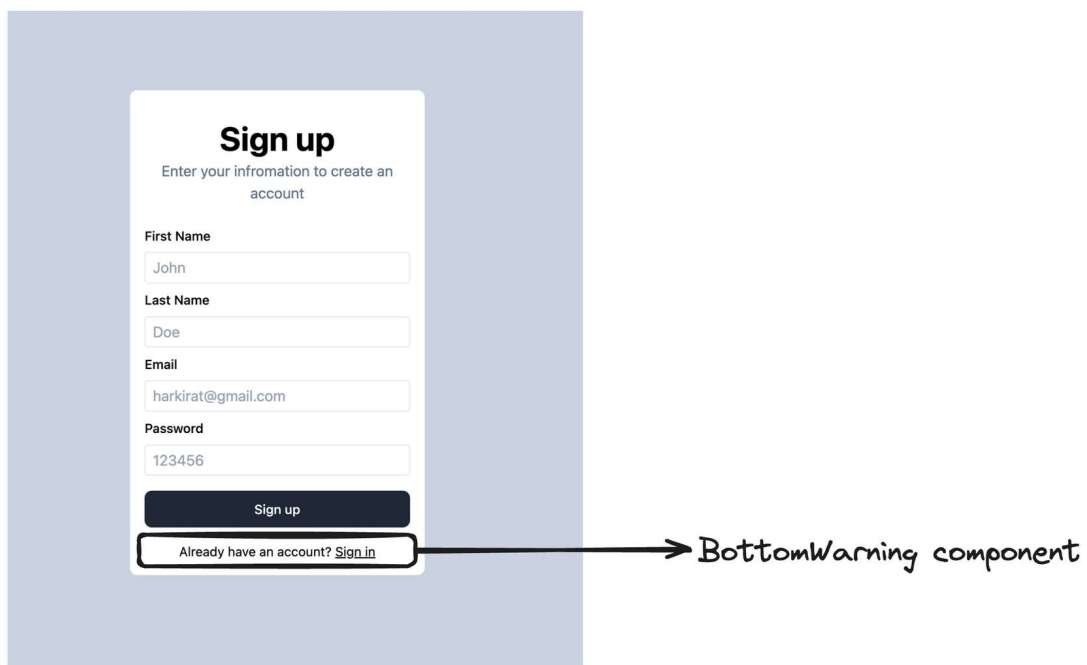 Sign up
Enter your infromation to create an
account
First Name
John
Last Name
Doe
Email
harkirat@gmail.com
Password
123456
Sign up
Already have an account? Sign in
BottomWarning component